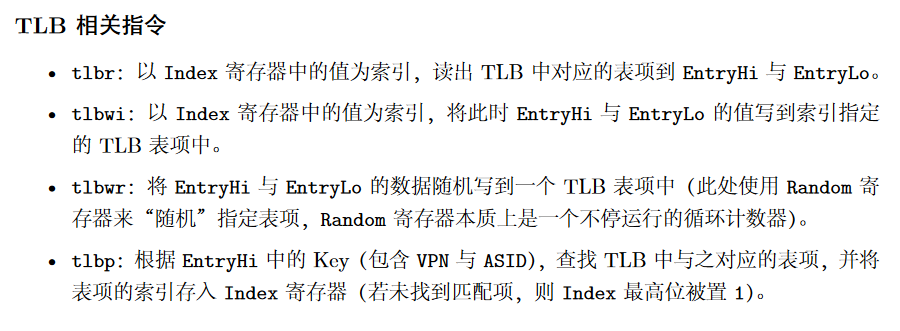 TLB 相关指令
• tlbr：以 Index 寄存器中的值为索引，读出 TLB 中对应的表项到 EntryHi 与 EntryLo。
• tlbwi：以 Index 寄存器中的值为索引，将此时 EntryHi 与 EntryLo 的值写到索引指定
的 TLB 表项中。
• tlbwr：将 EntryHi 与 EntryLo 的数据随机写到一个 TLB 表项中（此处使用 Random 寄
存器来“随机”指定表项，Random 寄存器本质上是一个不停运行的循环计数器）。
• tlbp：根据 EntryHi 中的 Key（包含 VPN 与 ASID），查找 TLB 中与之对应的表项，并将
表项的索引存入 Index 寄存器（若未找到匹配项，则 Index 最高位被置 1）。